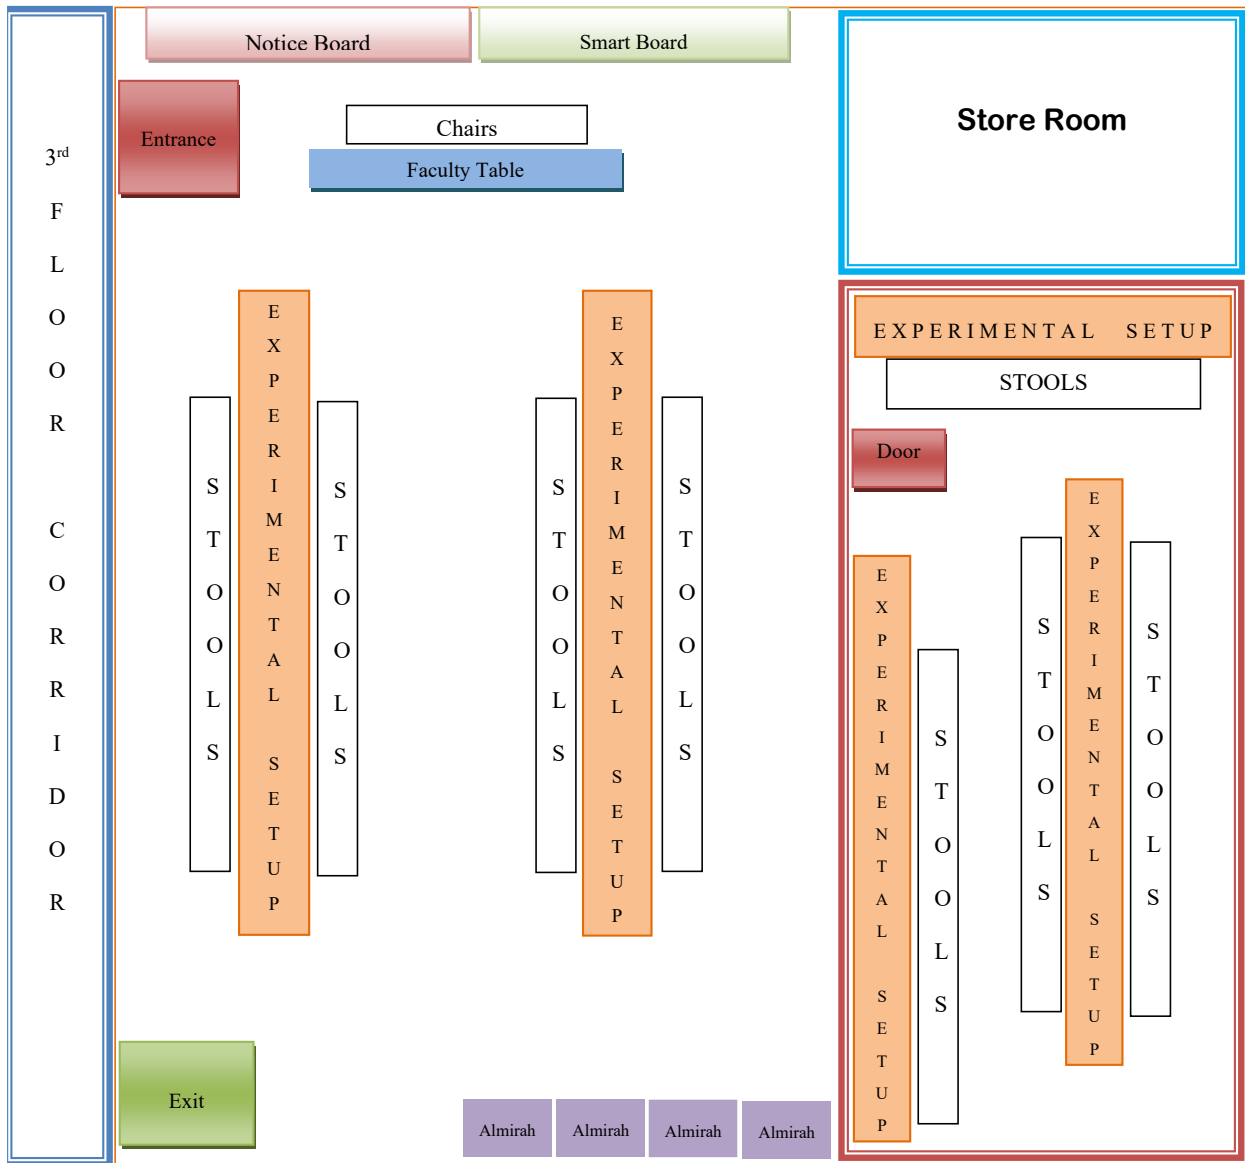 Notice Board
Smart Board
Store Room
Entrance
Chairs
Faculty Table
3rd FLOOR CORRIDOR
EXPERIMENTAL SETUP
STOOLS
STOOLS
EXPERIMENTAL SETUP
STOOLS
STOOLS
EXPERIMENTAL SETUP
STOOLS
Door
EXPERIMENTAL SETUP
STOOLS
EXPERIMENTAL SETUP
STOOLS
STOOLS
Exit
Almirah
Almirah
Almirah
Almirah